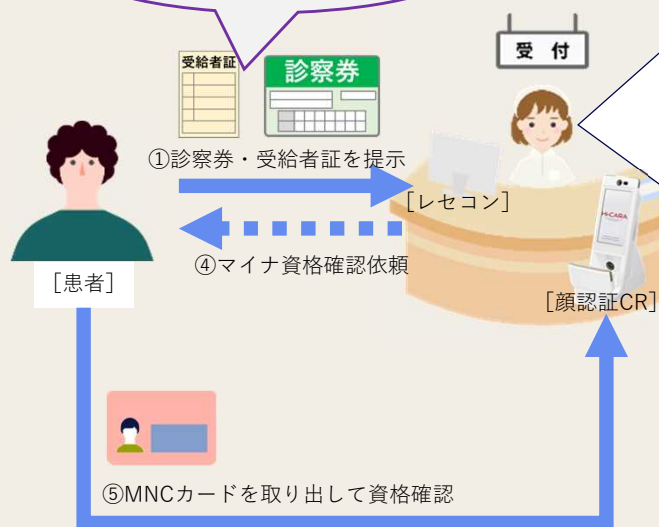 受給者証
診察券
受 付
①診察券・受給者証を提示
[レセコン]
④マイナ資格確認依頼
[患者]
Hi-CARA
[顔認証CR]
⑤MNCカードを取り出して資格確認